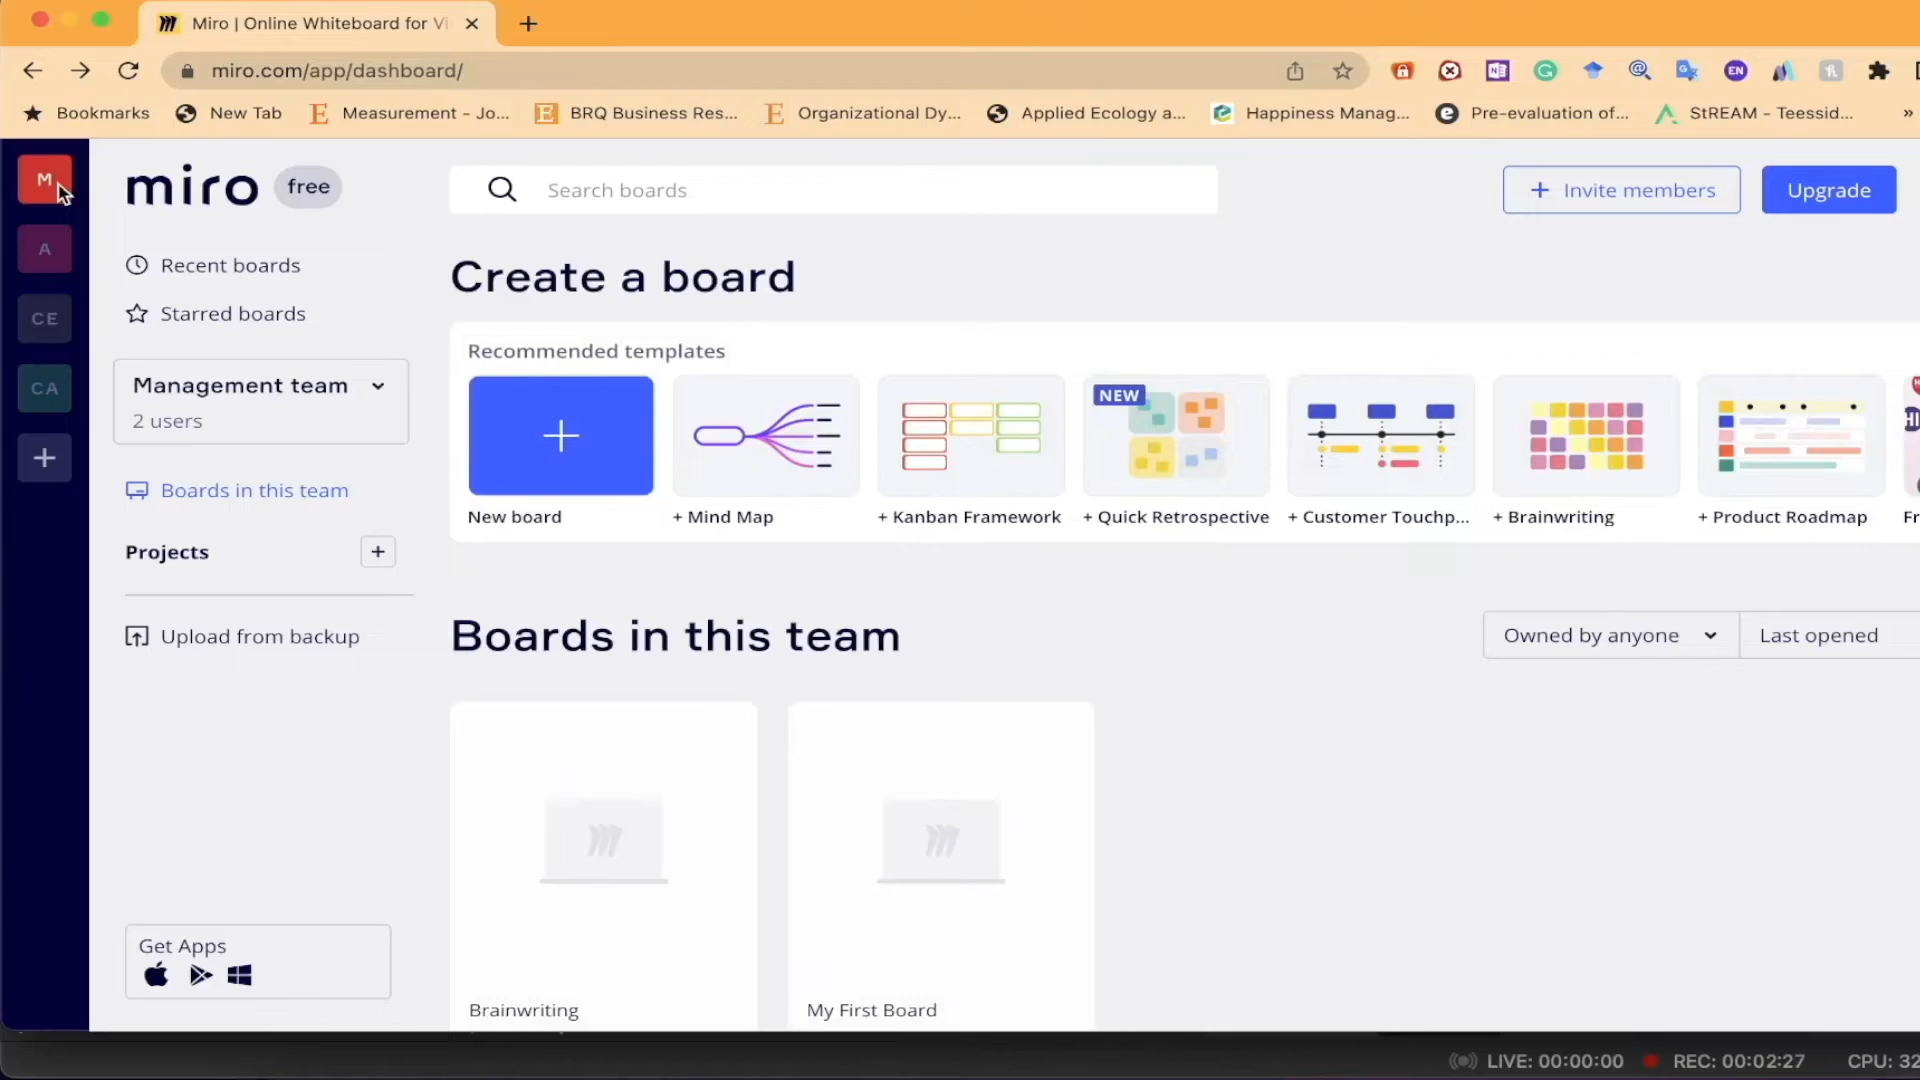 Miro | Online Whiteboard for Vi
miro.com/app/dashboard/
EN
Bookmarks
New Tab
Measurement - Jo...
BRQ Business Res...
Organizational Dy...
Applied Ecology a...
Happiness Manag...
Pre-evaluation of...
StREAM - Teessid...
»
M
A
CE
CA
miro free
Search boards
+ Invite members
Upgrade
Recent boards
Starred boards
Management team
2 users
Boards in this team
Projects
Upload from backup
Get Apps
Create a board
Recommended templates
NEW
New board
+ Mind Map
+ Kanban Framework
+ Quick Retrospective
+ Customer Touchp...
+ Brainwriting
+ Product Roadmap
Fr
Boards in this team
Owned by anyone
Last opened
Brainwriting
My First Board
LIVE: 00:00:00
REC: 00:02:27
CPU: 32